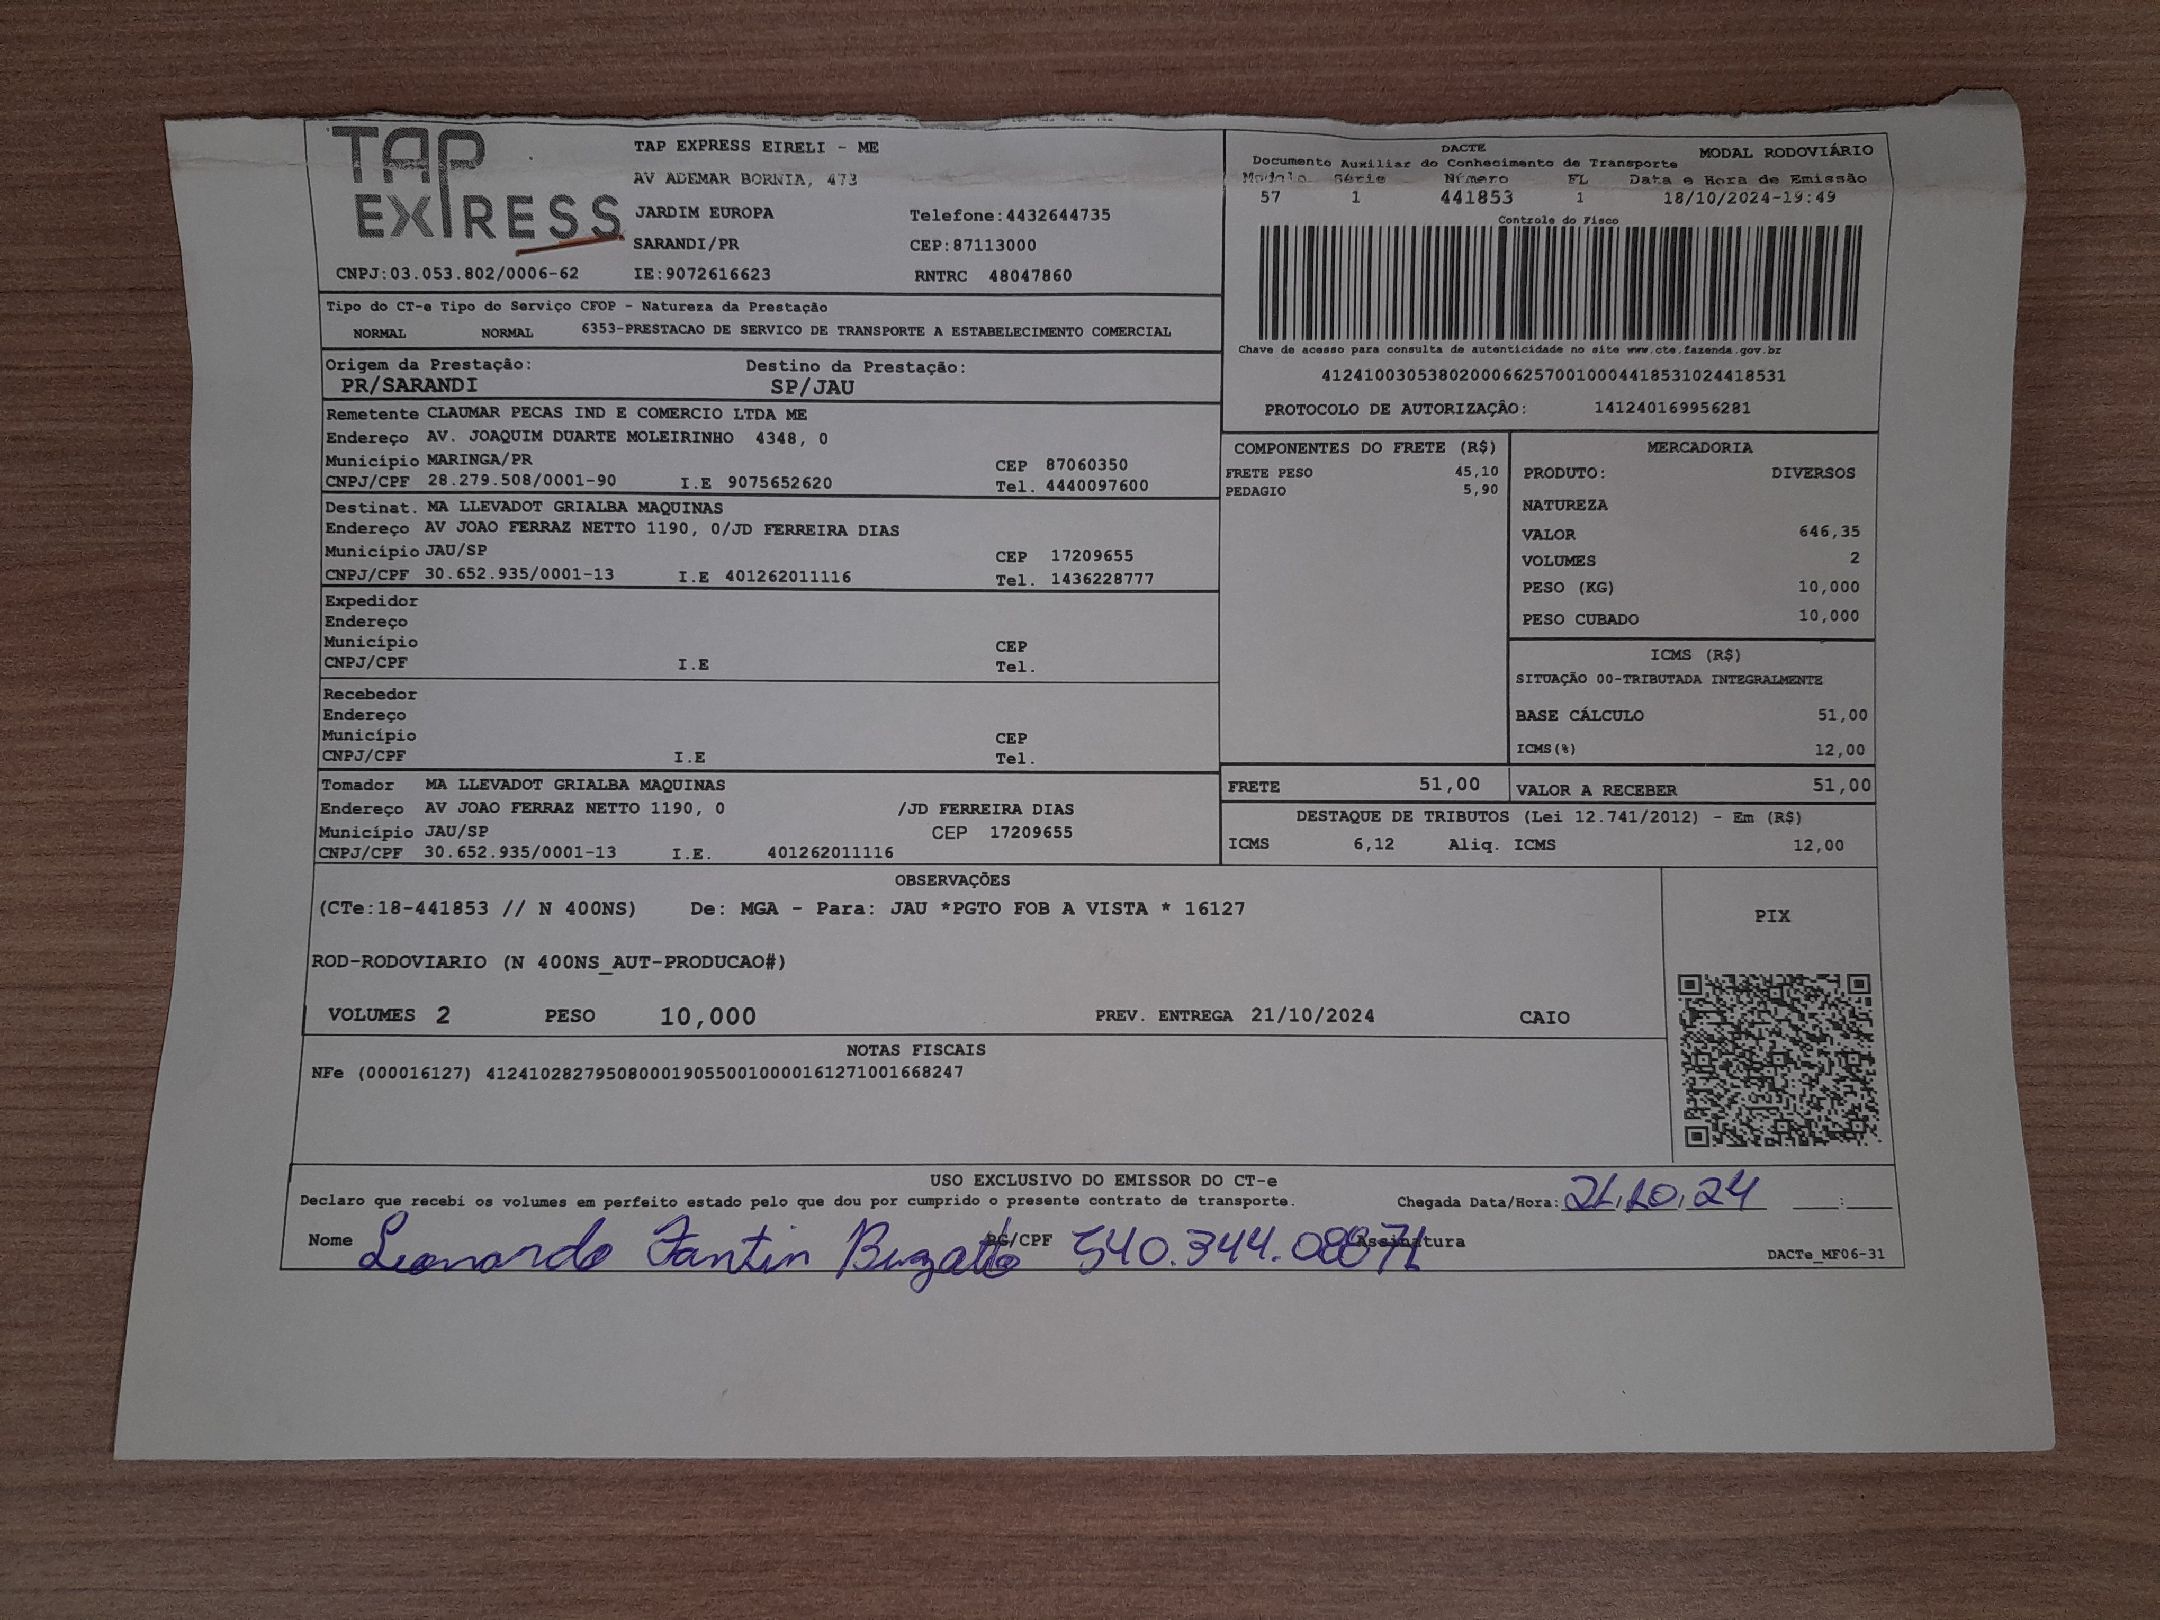 TAP EXPRESS
TAP EXPRESS EIRELI - ME
AV ADEMAR BORNIA, 473
JARDIM EUROPA Telefone:4432644735
SARANDI/PR CEP:87113000
CNPJ:03.053.802/0006-62 IE:9072616623 RNTRC 48047860
DACTE
Documento Auxiliar do Conhecimento de Transporte MODAL RODOVIÁRIO
Modelo Série Número FL Data e Hora de Emissão
57 1 441853 1 18/10/2024-19:49
Controle do Fisco
Chave de acesso para consulta de autenticidade no site www.cte.fazenda.gov.br
41241003053802000662570010004418531024418531
PROTOCOLO DE AUTORIZAÇÃO: 141240169956281
Tipo do CT-e Tipo do Serviço CFOP - Natureza da Prestação
NORMAL NORMAL 6353-PRESTACAO DE SERVICO DE TRANSPORTE A ESTABELECIMENTO COMERCIAL
Origem da Prestação: Destino da Prestação:
PR/SARANDI SP/JAU
Remetente CLAUMAR PECAS IND E COMERCIO LTDA ME
Endereço AV. JOAQUIM DUARTE MOLEIRINHO 4348, 0
Município MARINGA/PR CEP 87060350
CNPJ/CPF 28.279.508/0001-90 I.E 9075652620 Tel. 4440097600
Destinat. MA LLEVADOT GRIALBA MAQUINAS
Endereço AV JOAO FERRAZ NETTO 1190, 0/JD FERREIRA DIAS
Município JAU/SP CEP 17209655
CNPJ/CPF 30.652.935/0001-13 I.E 401262011116 Tel. 1436228777
Expedidor
Endereço
Município CEP
CNPJ/CPF I.E Tel.
Recebedor
Endereço
Município CEP
CNPJ/CPF I.E Tel.
Tomador MA LLEVADOT GRIALBA MAQUINAS
Endereço AV JOAO FERRAZ NETTO 1190, 0 /JD FERREIRA DIAS
Município JAU/SP CEP 17209655
CNPJ/CPF 30.652.935/0001-13 I.E. 401262011116
COMPONENTES DO FRETE (R$)
FRETE PESO 45,10
PEDAGIO 5,90
MERCADORIA
PRODUTO: DIVERSOS
NATUREZA
VALOR 646,35
VOLUMES 2
PESO (KG) 10,000
PESO CUBADO 10,000
ICMS (R$)
SITUAÇÃO 00-TRIBUTADA INTEGRALMENTE
BASE CÁLCULO 51,00
ICMS(%) 12,00
FRETE 51,00 VALOR A RECEBER 51,00
DESTAQUE DE TRIBUTOS (Lei 12.741/2012) - Em (R$)
ICMS 6,12 Aliq. ICMS 12,00
OBSERVAÇÕES
(CTe:18-441853 // N 400NS) De: MGA - Para: JAU *PGTO FOB A VISTA * 16127
ROD-RODOVIARIO (N 400NS_AUT-PRODUCAO#)
VOLUMES 2 PESO 10,000 PREV. ENTREGA 21/10/2024 CAIO
PIX
NOTAS FISCAIS
NFe (000016127) 41241028279508000190550010000161271001668247
USO EXCLUSIVO DO EMISSOR DO CT-e
Declaro que recebi os volumes em perfeito estado pelo que dou por cumprido o presente contrato de transporte. Chegada Data/Hora: 21.10.24 :
Nome Leonardo Fantin Buzatto RG/CPF 540.344.08871 Assinatura
DACTe_MF06-31